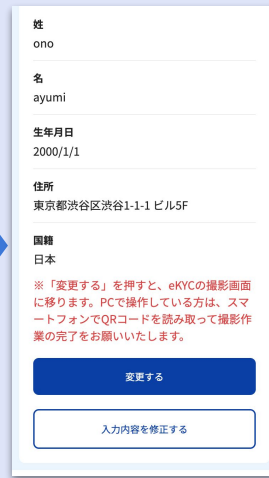 姓
ono
名
ayumi
生年月日
2000/1/1
住所
東京都渋谷区渋谷1-1-1 ビル5F
国籍
日本
※「変更する」を押すと、eKYCの撮影画面
に移ります。PCで操作している方は、スマ
ートフォンでQRコードを読み取って撮影作
業の完了をお願いいたします。
変更する
入力内容を修正する